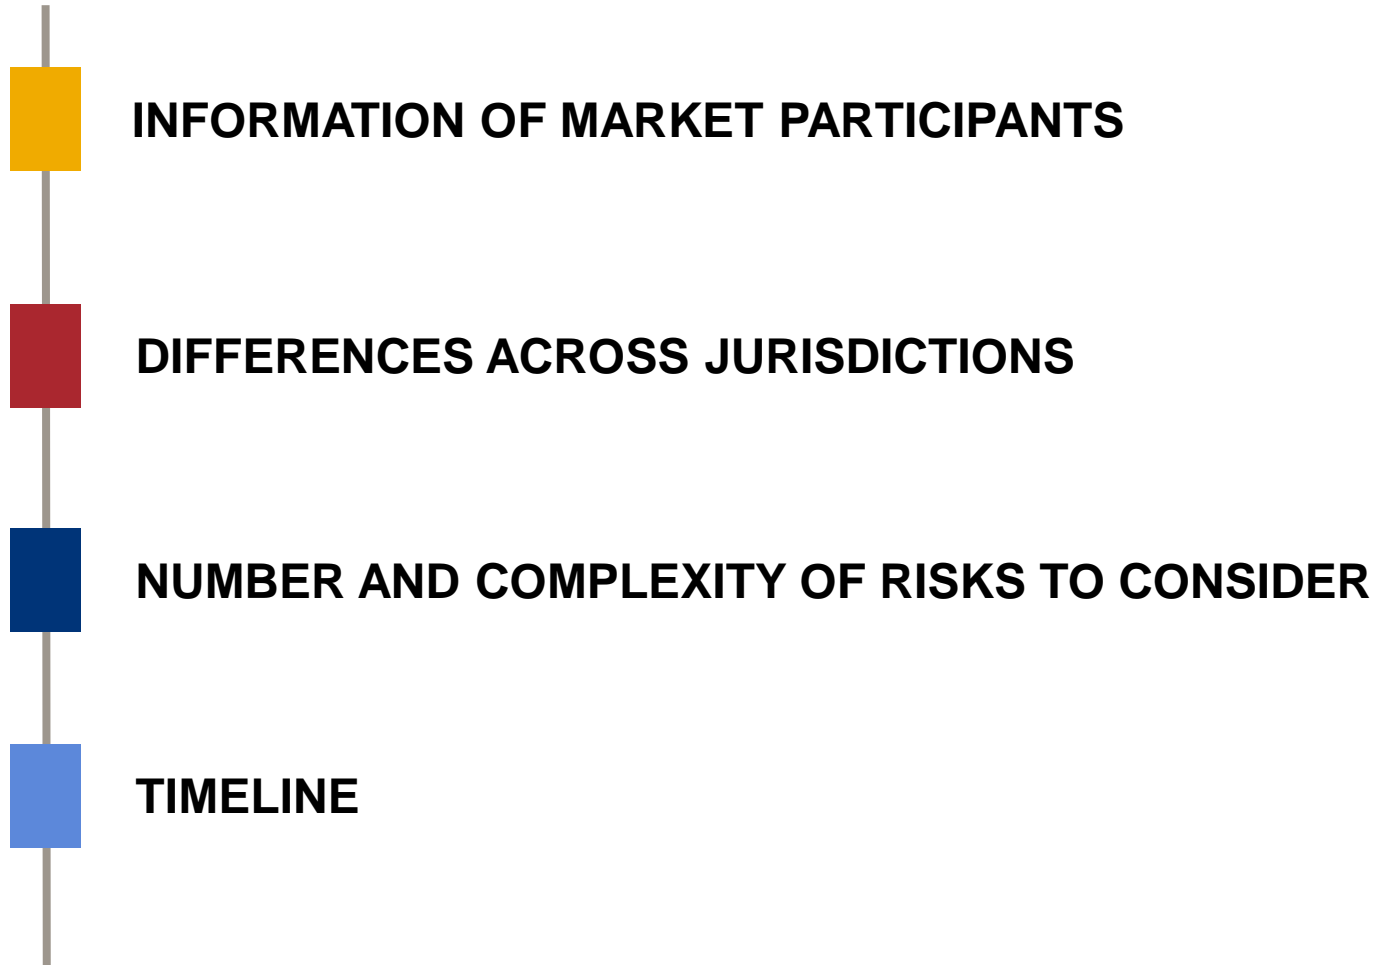 INFORMATION OF MARKET PARTICIPANTS
DIFFERENCES ACROSS JURISDICTIONS
NUMBER AND COMPLEXITY OF RISKS TO CONSIDER
TIMELINE